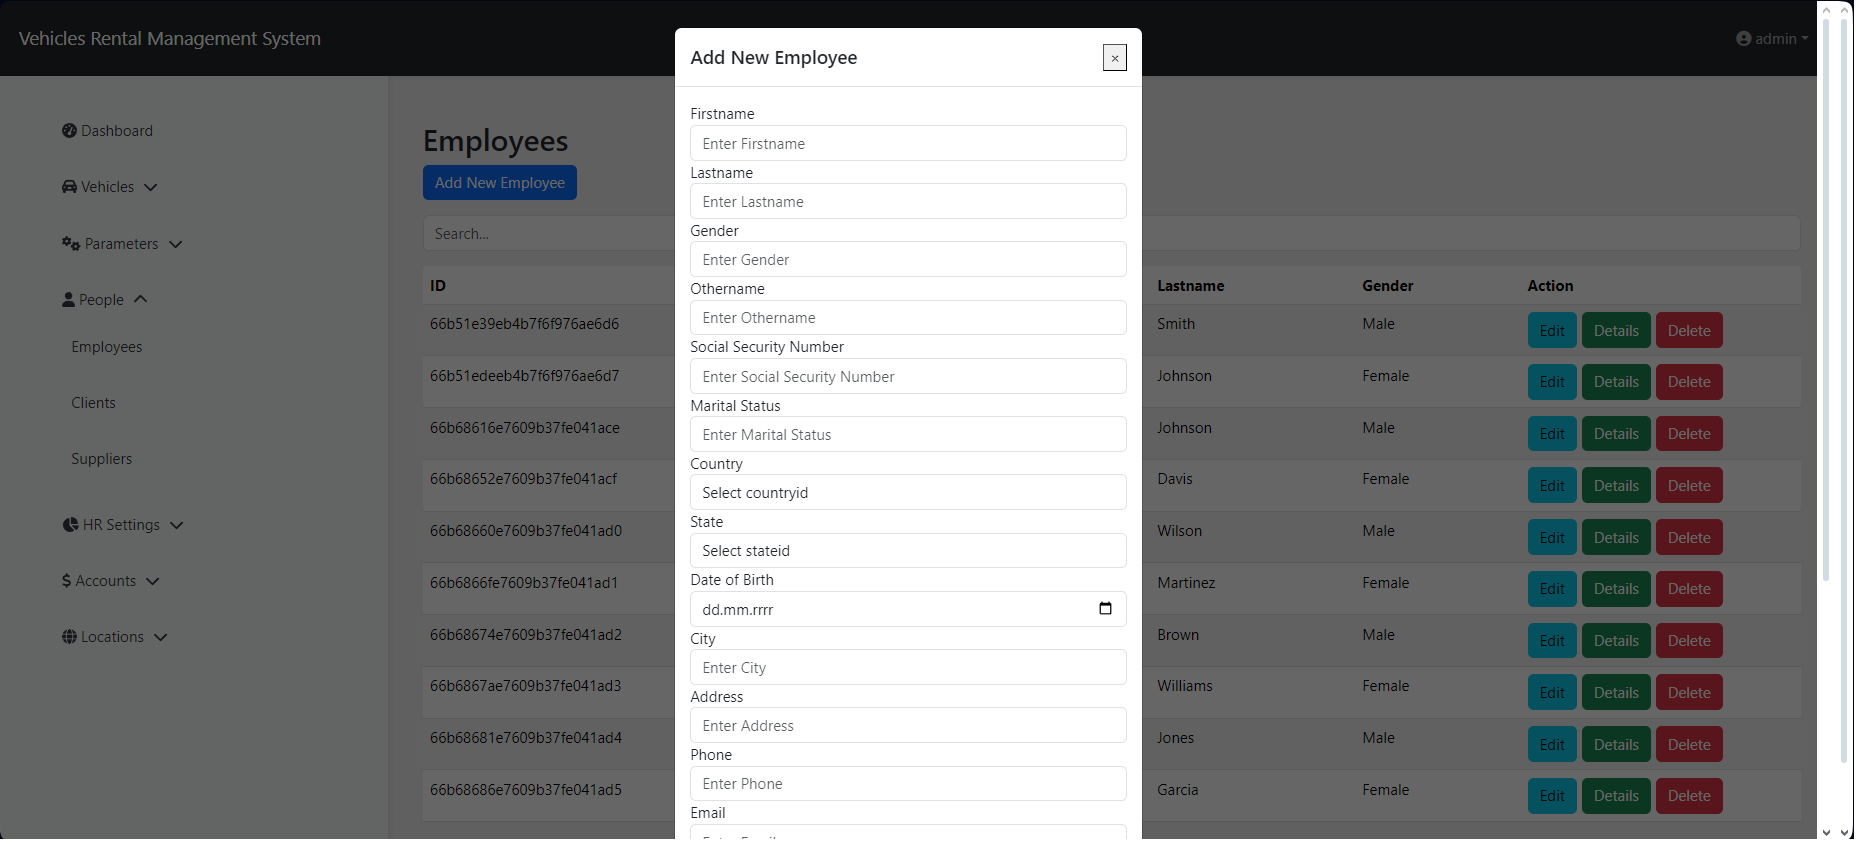 Vehicles Rental Management System
admin
Dashboard
Vehicles
Parameters
People
Employees
Clients
Suppliers
HR Settings
Accounts
Locations
Employees
Add New Employee
Search...
ID Lastname Gender Action
66b51e39eb4b7f6f976ae6d6 Smith Male Edit Details Delete
66b51edeeb4b7f6f976ae6d7 Johnson Female Edit Details Delete
66b68616e7609b37fe041ace Johnson Male Edit Details Delete
66b68652e7609b37fe041acf Davis Female Edit Details Delete
66b68660e7609b37fe041ad0 Wilson Male Edit Details Delete
66b6866fe7609b37fe041ad1 Martinez Female Edit Details Delete
66b68674e7609b37fe041ad2 Brown Male Edit Details Delete
66b6867ae7609b37fe041ad3 Williams Female Edit Details Delete
66b68681e7609b37fe041ad4 Jones Male Edit Details Delete
66b68686e7609b37fe041ad5 Garcia Female Edit Details Delete
Add New Employee ×
Firstname
Enter Firstname
Lastname
Enter Lastname
Gender
Enter Gender
Othername
Enter Othername
Social Security Number
Enter Social Security Number
Marital Status
Enter Marital Status
Country
Select countryid
State
Select stateid
Date of Birth
dd.mm.rrrr
City
Enter City
Address
Enter Address
Phone
Enter Phone
Email